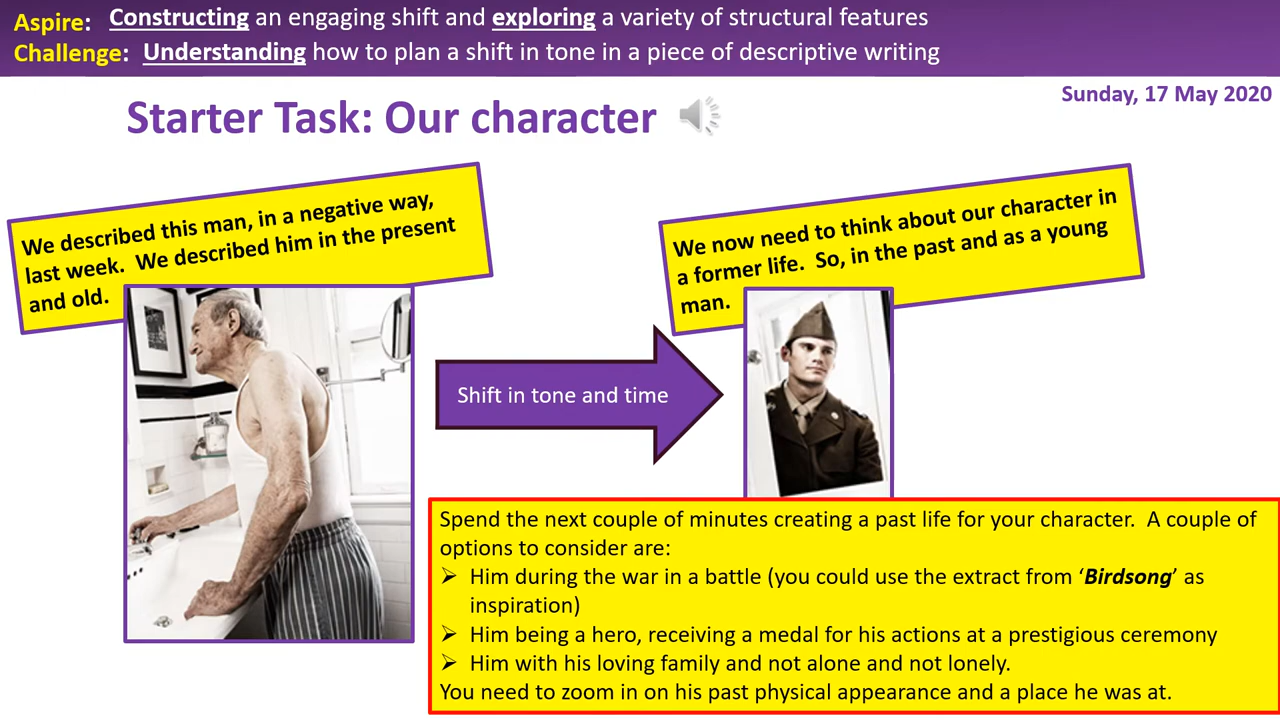 Aspire: Constructing an engaging shift and exploring a variety of structural features
Challenge: Understanding how to plan a shift in tone in a piece of descriptive writing
Sunday, 17 May 2020
Starter Task: Our character
We described this man, in a negative way,
last week. We described him in the present
and old.
We now need to think about our character in
a former life. So, in the past and as a young
man.
Shift in tone and time
Spend the next couple of minutes creating a past life for your character. A couple of
options to consider are:
➢ Him during the war in a battle (you could use the extract from ‘Birdsong’ as
inspiration)
➢ Him being a hero, receiving a medal for his actions at a prestigious ceremony
➢ Him with his loving family and not alone and not lonely.
You need to zoom in on his past physical appearance and a place he was at.